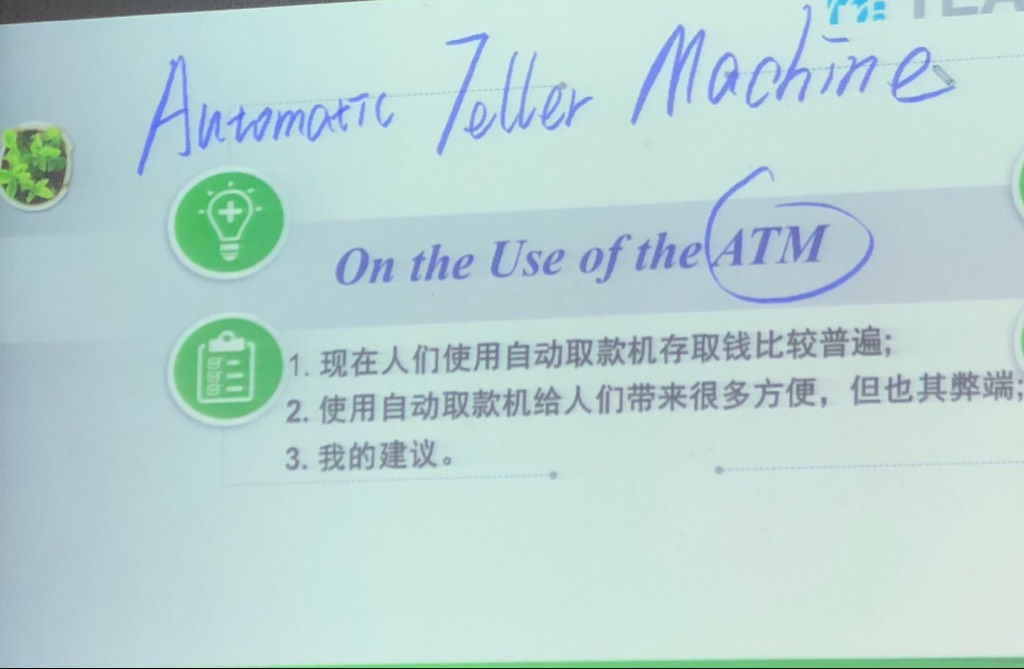 Automatic Teller Machine
On the Use of the ATM
1. 现在人们使用自动取款机存取钱比较普遍;
2. 使用自动取款机给人们带来很多方便，但也其弊端;
3. 我的建议。